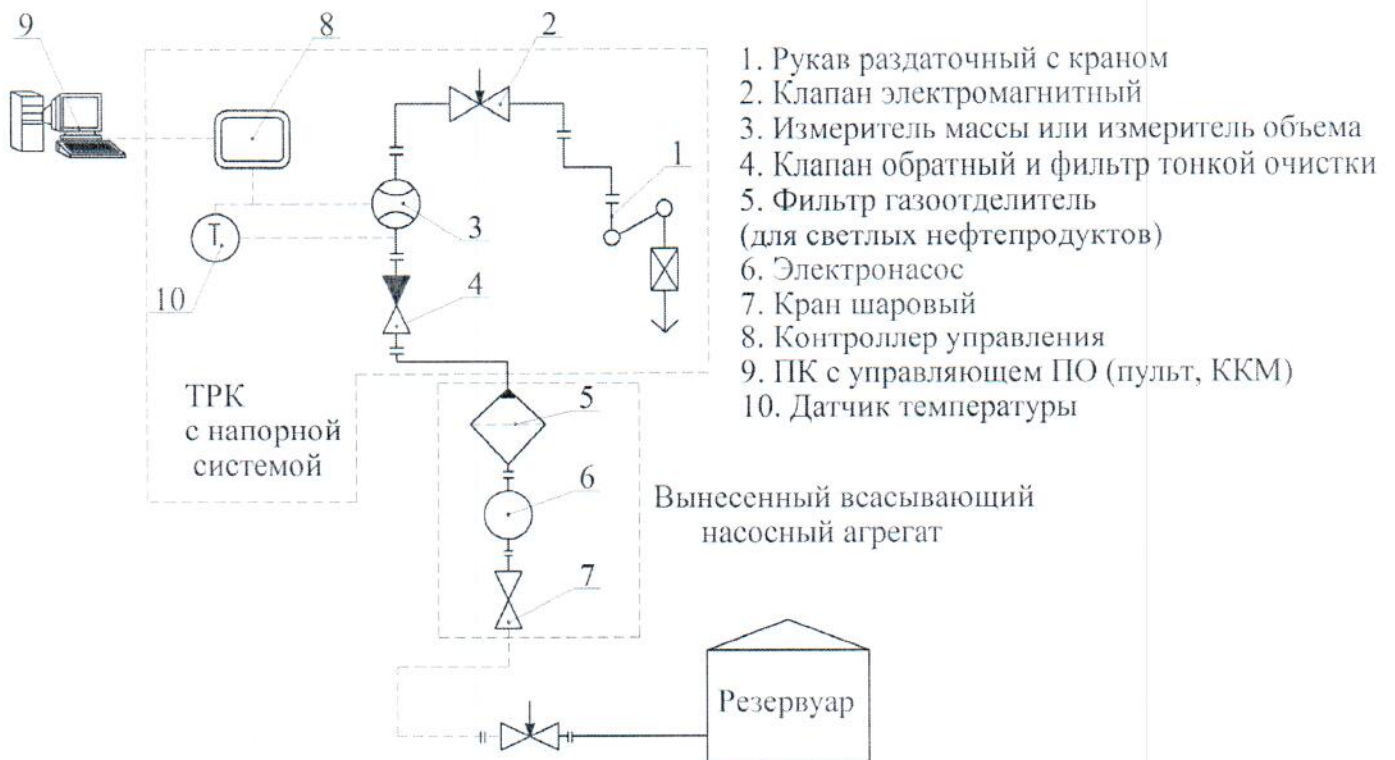 9
8
2
1
3
10
4
ТРК
с напорной
системой
5
6
7
Т.
1. Рукав раздаточный с краном
2. Клапан электромагнитный
3. Измеритель массы или измеритель объема
4. Клапан обратный и фильтр тонкой очистки
5. Фильтр газоотделитель
(для светлых нефтепродуктов)
6. Электронасос
7. Кран шаровый
8. Контроллер управления
9. ПК с управляющем ПО (пульт, ККМ)
10. Датчик температуры
Вынесенный всасывающий
насосный агрегат
Резервуар